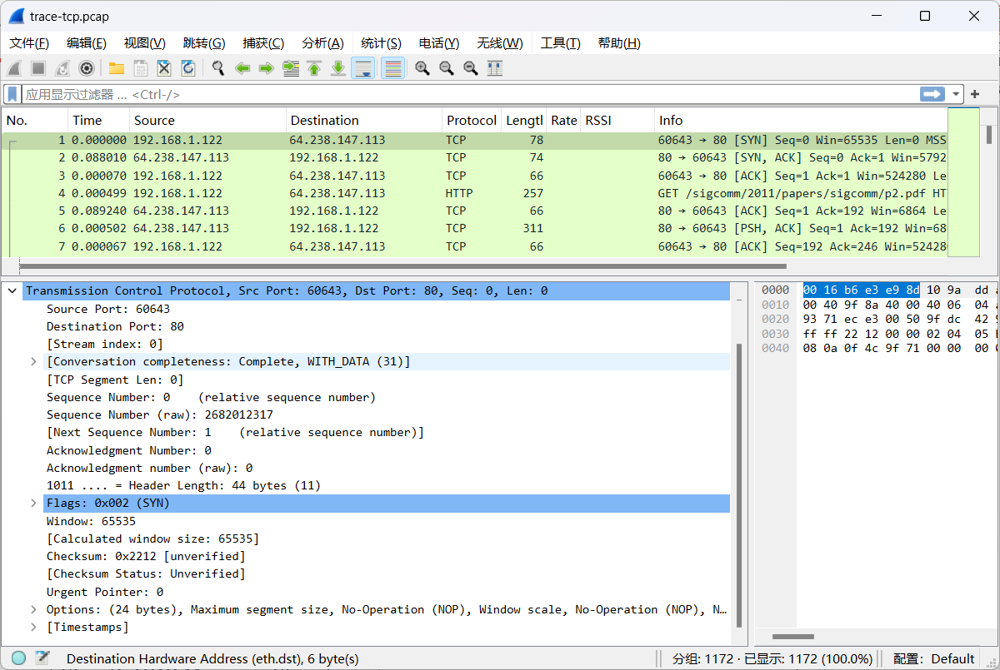 trace-tcp.pcap
文件(F) 编辑(E) 视图(V) 跳转(G) 捕获(C) 分析(A) 统计(S) 电话(Y) 无线(W) 工具(T) 帮助(H)
应用显示过滤器 … <Ctrl-/>
No. Time Source Destination Protocol Lengtl Rate RSSI Info
1 0.000000 192.168.1.122 64.238.147.113 TCP 78 60643 → 80 [SYN] Seq=0 Win=65535 Len=0 MSS
2 0.088010 64.238.147.113 192.168.1.122 TCP 74 80 → 60643 [SYN, ACK] Seq=0 Ack=1 Win=5792
3 0.000070 192.168.1.122 64.238.147.113 TCP 66 60643 → 80 [ACK] Seq=1 Ack=1 Win=524280 Le
4 0.000499 192.168.1.122 64.238.147.113 HTTP 257 GET /sigcomm/2011/papers/sigcomm/p2.pdf HT
5 0.089240 64.238.147.113 192.168.1.122 TCP 66 80 → 60643 [ACK] Seq=1 Ack=192 Win=6864 Le
6 0.000502 64.238.147.113 192.168.1.122 TCP 311 80 → 60643 [PSH, ACK] Seq=1 Ack=192 Win=68
7 0.000067 192.168.1.122 64.238.147.113 TCP 66 60643 → 80 [ACK] Seq=192 Ack=246 Win=52428
Transmission Control Protocol, Src Port: 60643, Dst Port: 80, Seq: 0, Len: 0
Source Port: 60643
Destination Port: 80
[Stream index: 0]
[Conversation completeness: Complete, WITH_DATA (31)]
[TCP Segment Len: 0]
Sequence Number: 0 (relative sequence number)
Sequence Number (raw): 2682012317
[Next Sequence Number: 1 (relative sequence number)]
Acknowledgment Number: 0
Acknowledgment number (raw): 0
1011 .... = Header Length: 44 bytes (11)
Flags: 0x002 (SYN)
Window: 65535
[Calculated window size: 65535]
Checksum: 0x2212 [unverified]
[Checksum Status: Unverified]
Urgent Pointer: 0
Options: (24 bytes), Maximum segment size, No-Operation (NOP), Window scale, No-Operation (NOP), N…
[Timestamps]
0000 00 16 b6 e3 e9 8d 10 9a dd
0010 00 40 9f 8a 40 00 40 06 04
0020 93 71 ec e3 00 50 9f dc 42
0030 ff ff 22 12 00 00 02 04 05
0040 08 0a 0f 4c 9f 71 00 00 00
Destination Hardware Address (eth.dst), 6 byte(s) 分组: 1172 · 已显示: 1172 (100.0%) 配置: Default